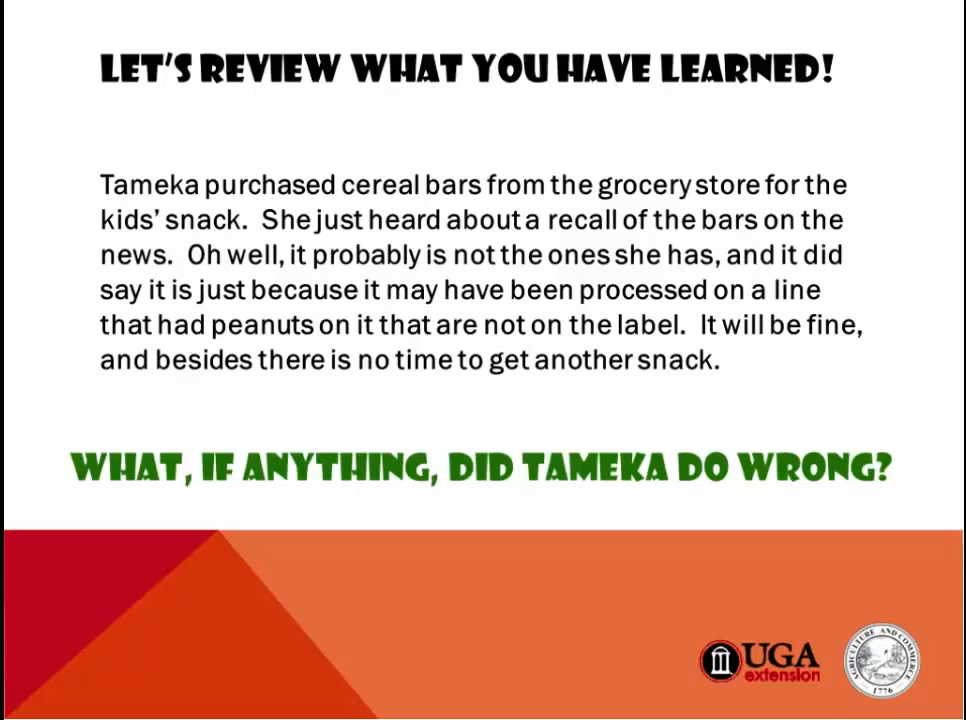 LET'S REVIEW WHAT YOU HAVE LEARNED!
Tameka purchased cereal bars from the grocery store for the
kids' snack. She just heard about a recall of the bars on the
news. Oh well, it probably is not the ones she has, and it did
say it is just because it may have been processed on a line
that had peanuts on it that are not on the label. It will be fine,
and besides there is no time to get another snack.
WHAT, IF ANYTHING, DID TAMEKA DO WRONG?
UGA
extension
AGRICULTURE AND COMMERCE
1776